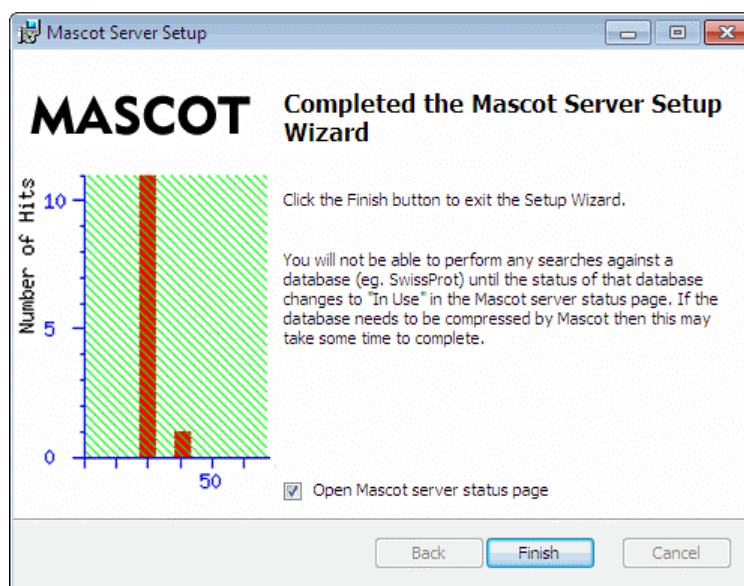 Mascot Server Setup
MASCOT
Completed the Mascot Server Setup
Wizard
Number of Hits
10
5
0
50
Click the Finish button to exit the Setup Wizard.
You will not be able to perform any searches against a
database (eg. SwissProt) until the status of that database
changes to "In Use" in the Mascot server status page. If the
database needs to be compressed by Mascot then this may
take some time to complete.
Open Mascot server status page
Back
Finish
Cancel